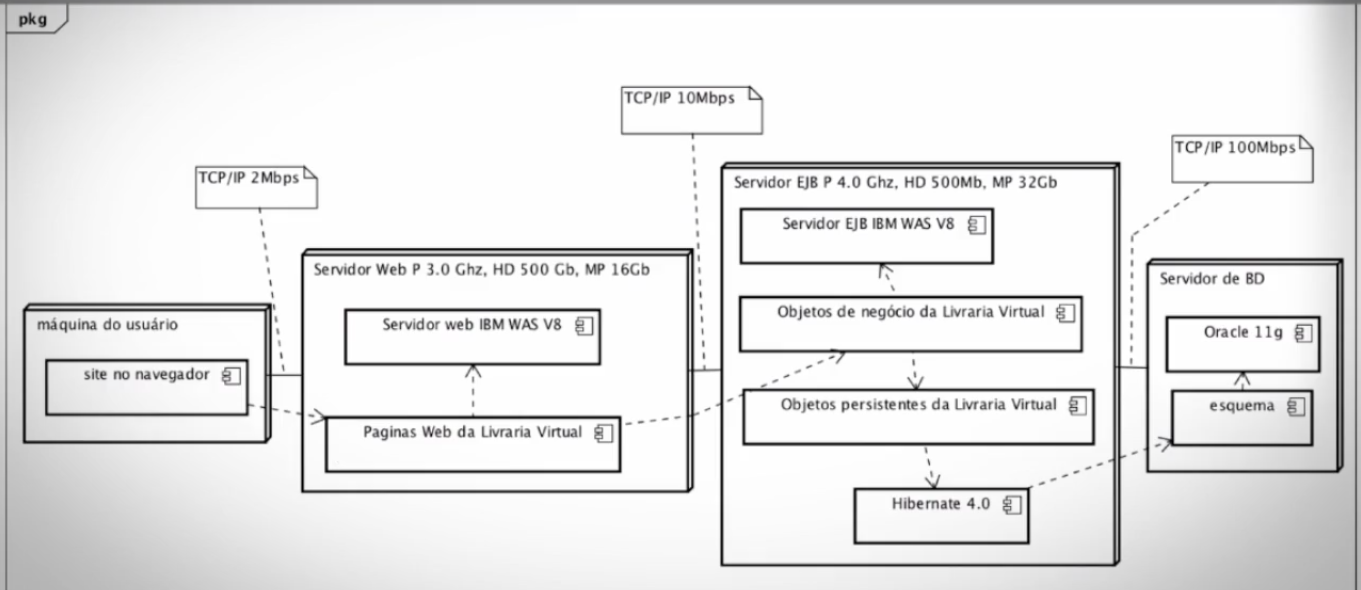 pkg
TCP/IP 10Mbps
TCP/IP 100Mbps
TCP/IP 2Mbps
Servidor EJB P 4.0 Ghz, HD 500Mb, MP 32Gb
Servidor EJB IBM WAS V8
Servidor Web P 3.0 Ghz, HD 500 Gb, MP 16Gb
Servidor de BD
Objetos de negócio da Livraria Virtual
máquina do usuário
Servidor web IBM WAS V8
Oracle 11g
site no navegador
Objetos persistentes da Livraria Virtual
esquema
Paginas Web da Livraria Virtual
Hibernate 4.0